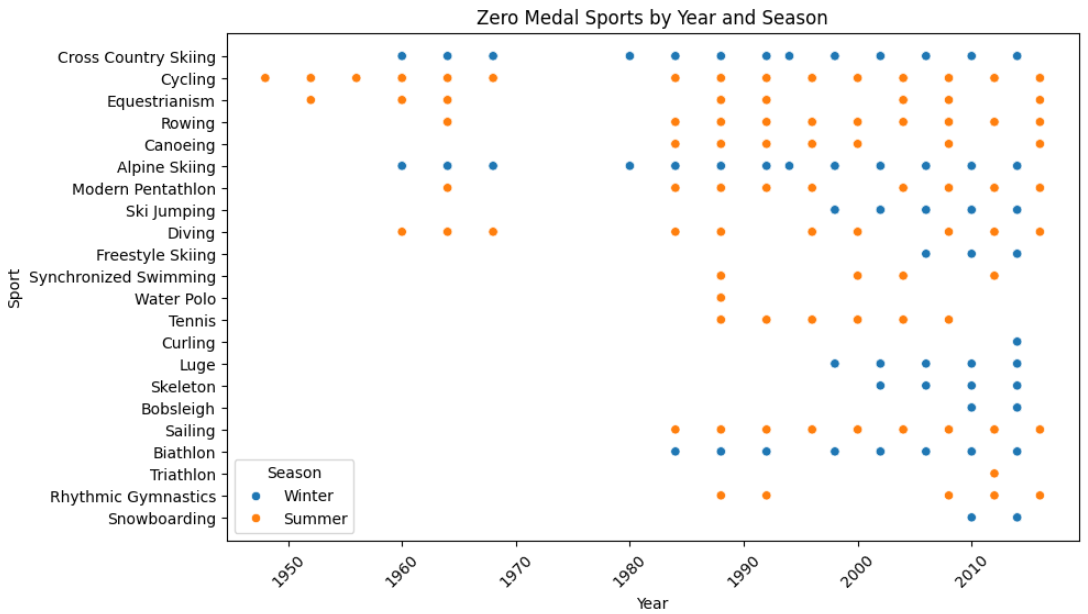 Zero Medal Sports by Year and Season
Sport
Cross Country Skiing
Cycling
Equestrianism
Rowing
Canoeing
Alpine Skiing
Modern Pentathlon
Ski Jumping
Diving
Freestyle Skiing
Synchronized Swimming
Water Polo
Tennis
Curling
Luge
Skeleton
Bobsleigh
Sailing
Biathlon
Triathlon
Rhythmic Gymnastics
Snowboarding
Season
Winter
Summer
1950 1960 1970 1980 1990 2000 2010
Year